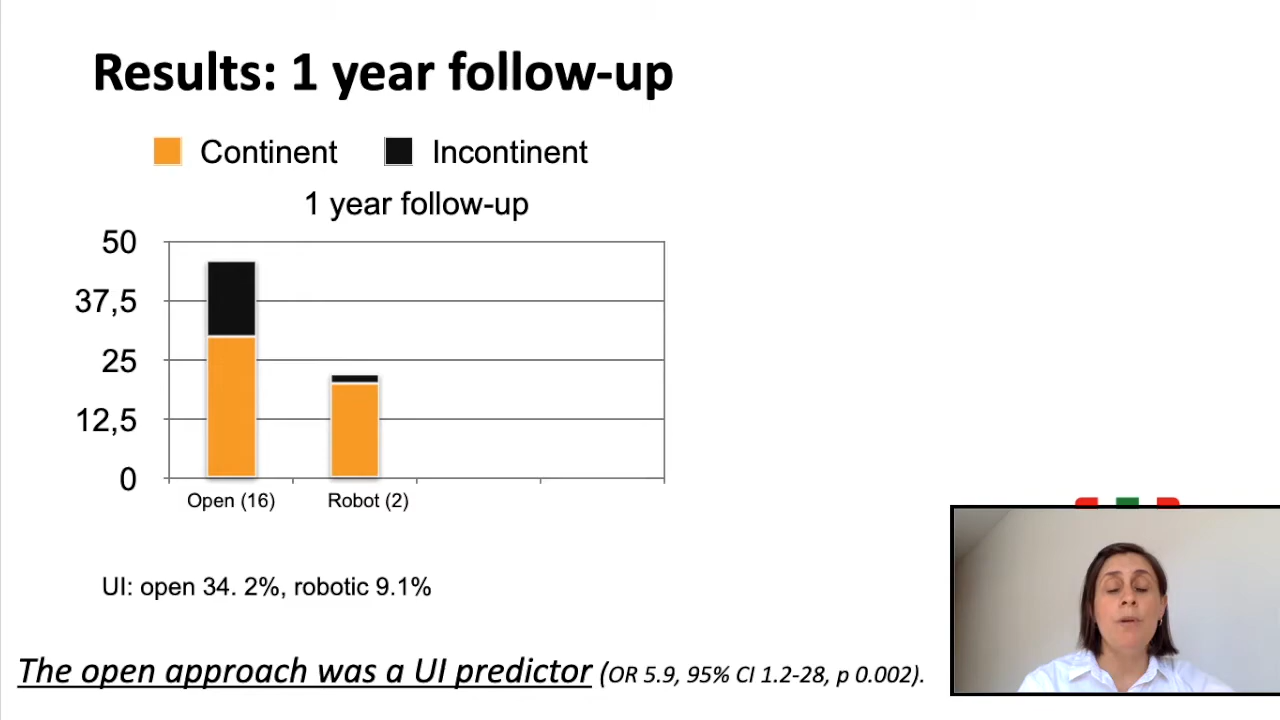 Results: 1 year follow-up
Continent Incontinent
1 year follow-up
50
37,5
25
12,5
0
Open (16) Robot (2)
UI: open 34. 2%, robotic 9.1%
The open approach was a UI predictor (OR 5.9, 95% CI 1.2-28, p 0.002).